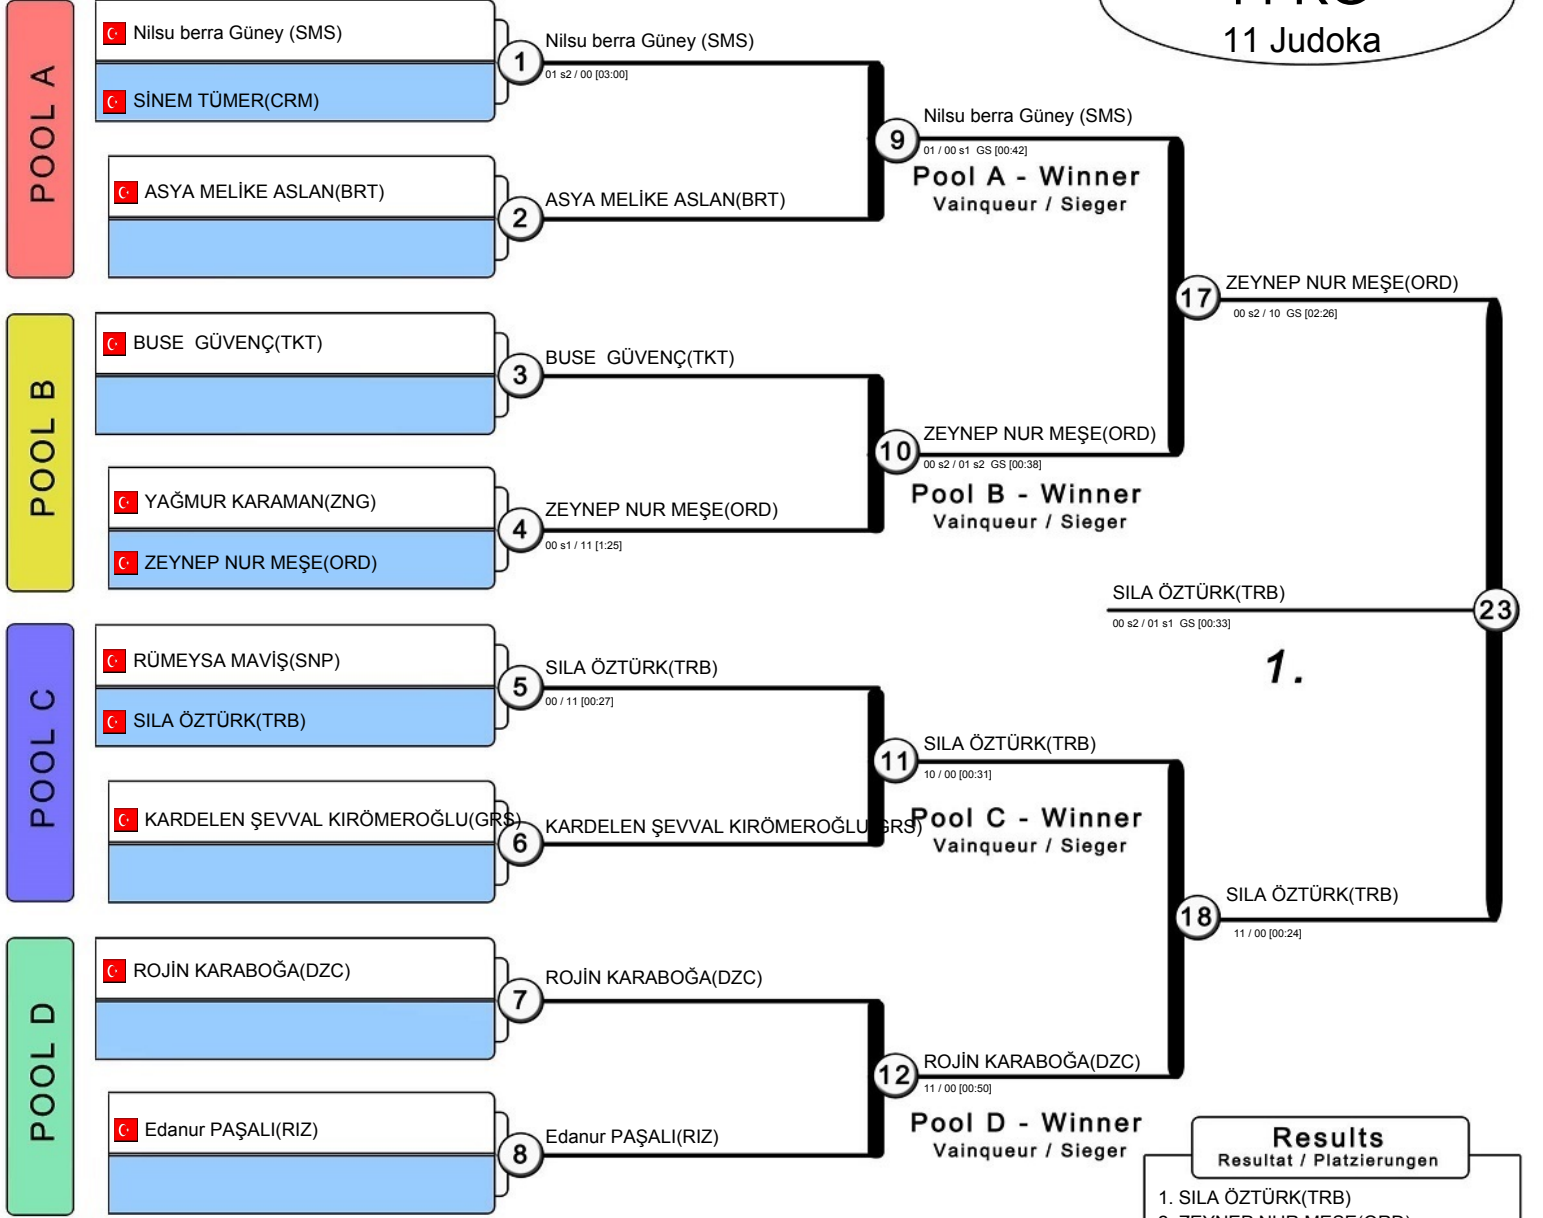 11 Judoka
POOL A
Nilsu berra Güney (SMS)
SİNEM TÜMER(CRM)
1
Nilsu berra Güney (SMS)
01 s2 / 00 [03:00]
ASYA MELİKE ASLAN(BRT)
2
ASYA MELİKE ASLAN(BRT)
9
Nilsu berra Güney (SMS)
01 / 00 s1 GS [00:42]
Pool A - Winner
Vainqueur / Sieger
POOL B
BUSE GÜVENÇ(TKT)
3
BUSE GÜVENÇ(TKT)
YAĞMUR KARAMAN(ZNG)
ZEYNEP NUR MEŞE(ORD)
4
ZEYNEP NUR MEŞE(ORD)
00 s1 / 11 [1:25]
10
ZEYNEP NUR MEŞE(ORD)
00 s2 / 01 s2 GS [00:38]
Pool B - Winner
Vainqueur / Sieger
17
ZEYNEP NUR MEŞE(ORD)
00 s2 / 10 GS [02:26]
POOL C
RÜMEYSA MAVİŞ(SNP)
SILA ÖZTÜRK(TRB)
5
SILA ÖZTÜRK(TRB)
00 / 11 [00:27]
KARDELEN ŞEVVAL KIRÖMEROĞLU(GRS)
6
KARDELEN ŞEVVAL KIRÖMEROĞLU(GRS)
11
SILA ÖZTÜRK(TRB)
10 / 00 [00:31]
Pool C - Winner
Vainqueur / Sieger
POOL D
ROJİN KARABOĞA(DZC)
7
ROJİN KARABOĞA(DZC)
Edanur PAŞALI(RIZ)
8
Edanur PAŞALI(RIZ)
12
ROJİN KARABOĞA(DZC)
11 / 00 [00:50]
Pool D - Winner
Vainqueur / Sieger
18
SILA ÖZTÜRK(TRB)
11 / 00 [00:24]
SILA ÖZTÜRK(TRB)
23
00 s2 / 01 s1 GS [00:33]
1.
Results
Resultat / Platzierungen
1. SILA ÖZTÜRK(TRB)
2. ZEYNEP NUR MEŞE(ORD)